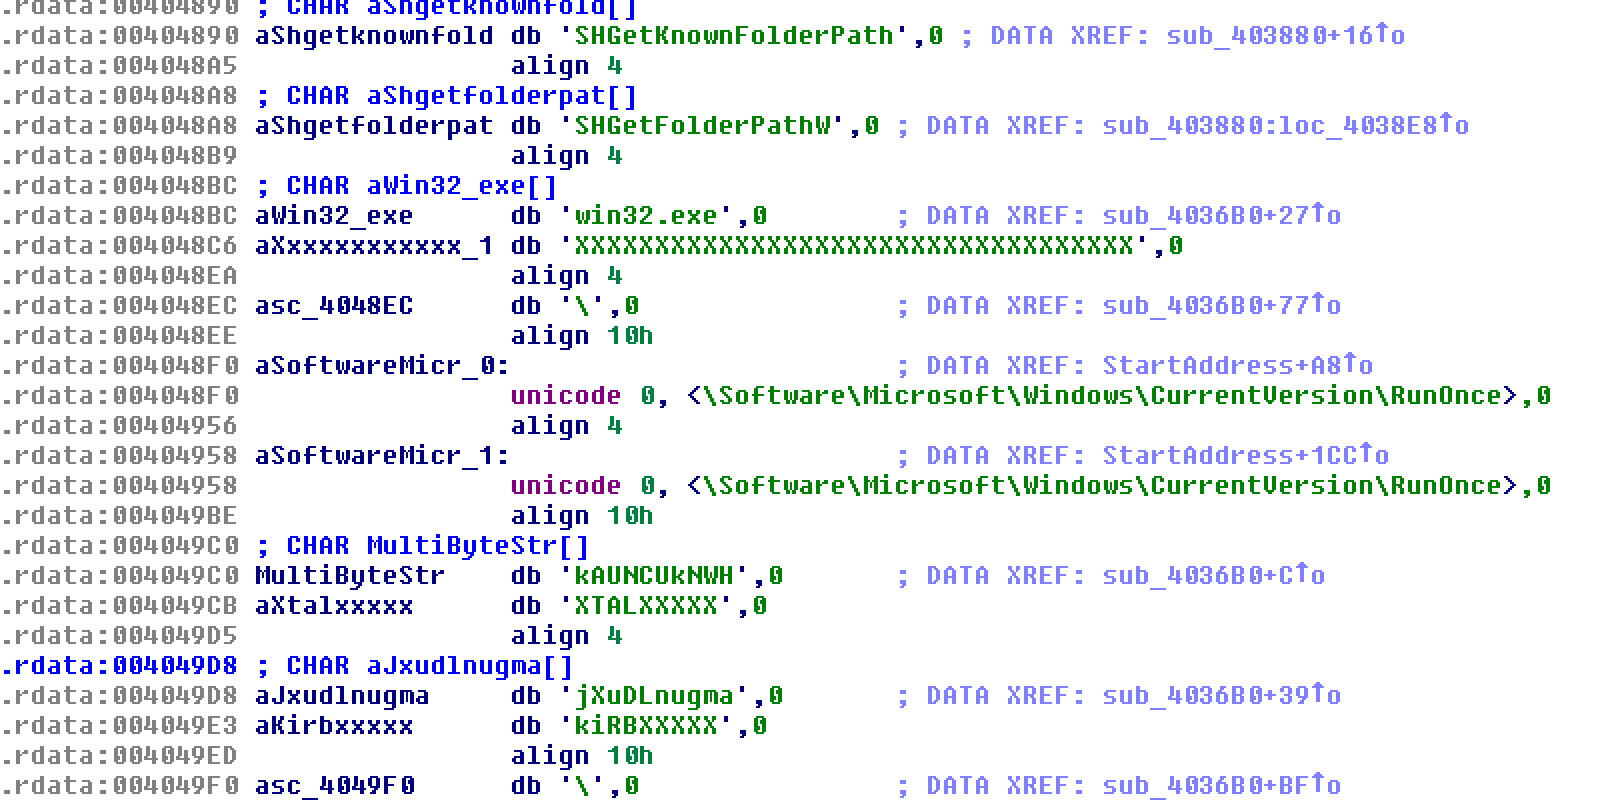 .rdata:00404890 ; CHAR aShgetknownfold[]
.rdata:00404890 aShgetknownfold db 'SHGetKnownFolderPath',0 ; DATA XREF: sub_403880+16↑o
.rdata:004048A5 align 4
.rdata:004048A8 ; CHAR aShgetfolderpat[]
.rdata:004048A8 aShgetfolderpat db 'SHGetFolderPathW',0 ; DATA XREF: sub_403880:loc_4038E8↑o
.rdata:004048B9 align 4
.rdata:004048BC ; CHAR aWin32_exe[]
.rdata:004048BC aWin32_exe db 'win32.exe',0 ; DATA XREF: sub_4036B0+27↑o
.rdata:004048C6 aXxxxxxxxxxxx_1 db 'XXXXXXXXXXXXXXXXXXXXXXXXXXXXXXXXXXX',0
.rdata:004048EA align 4
.rdata:004048EC asc_4048EC db '\',0 ; DATA XREF: sub_4036B0+77↑o
.rdata:004048EE align 10h
.rdata:004048F0 aSoftwareMicr_0: ; DATA XREF: StartAddress+A8↑o
.rdata:004048F0 unicode 0, <\Software\Microsoft\Windows\CurrentVersion\RunOnce>,0
.rdata:00404956 align 4
.rdata:00404958 aSoftwareMicr_1: ; DATA XREF: StartAddress+1CC↑o
.rdata:00404958 unicode 0, <\Software\Microsoft\Windows\CurrentVersion\RunOnce>,0
.rdata:004049BE align 10h
.rdata:004049C0 ; CHAR MultiByteStr[]
.rdata:004049C0 MultiByteStr db 'kAUNCUkNWH',0 ; DATA XREF: sub_4036B0+C↑o
.rdata:004049CB aXtalxxxxx db 'XTALXXXXX',0
.rdata:004049D5 align 4
.rdata:004049D8 ; CHAR aJxudlnugma[]
.rdata:004049D8 aJxudlnugma db 'jXuDLnugma',0 ; DATA XREF: sub_4036B0+39↑o
.rdata:004049E3 aKirbxxxxx db 'kiRBXXXXX',0
.rdata:004049ED align 10h
.rdata:004049F0 asc_4049F0 db '\',0 ; DATA XREF: sub_4036B0+BF↑o